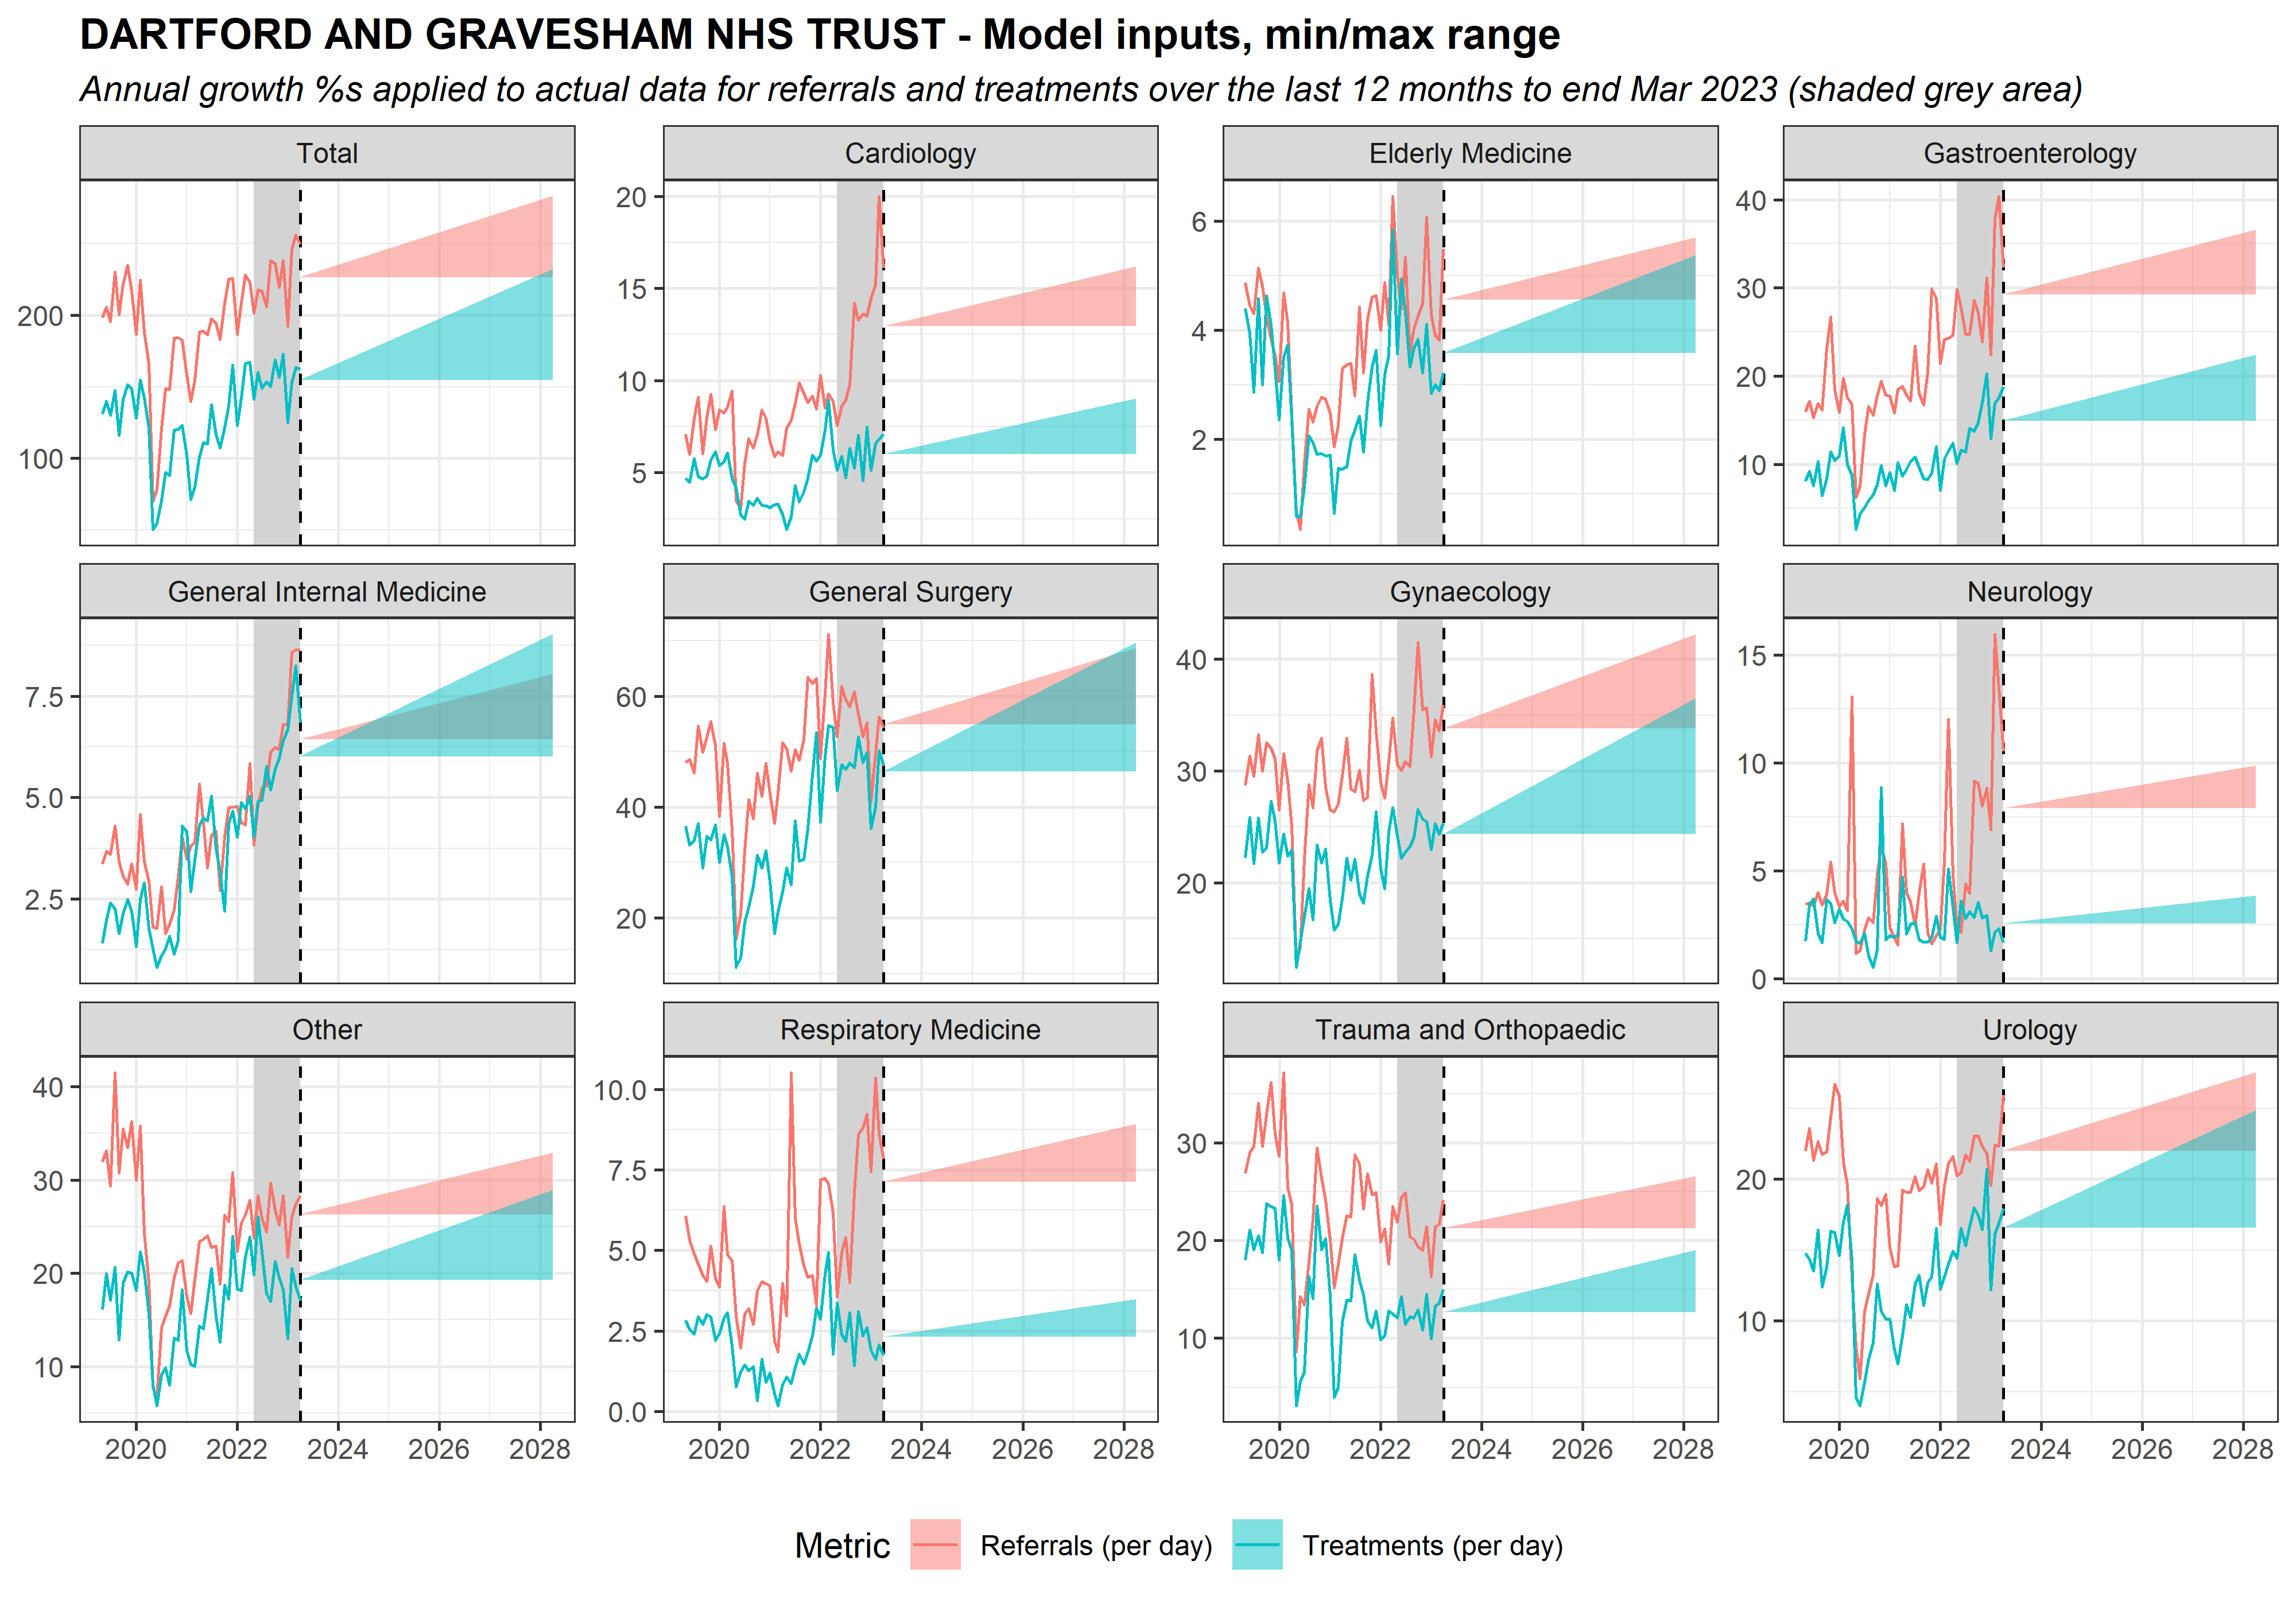 DARTFORD AND GRAVESHAM NHS TRUST - Model inputs, min/max range
Annual growth %s applied to actual data for referrals and treatments over the last 12 months to end Mar 2023 (shaded grey area)
Total
Cardiology
Elderly Medicine
Gastroenterology
200
100
20
15
10
5
6
4
2
40
30
20
10
General Internal Medicine
General Surgery
Gynaecology
Neurology
7.5
5.0
2.5
60
40
20
40
30
20
15
10
5
0
Other
Respiratory Medicine
Trauma and Orthopaedic
Urology
40
30
20
10
10.0
7.5
5.0
2.5
0.0
30
20
10
20
10
2020 2022 2024 2026 2028
2020 2022 2024 2026 2028
2020 2022 2024 2026 2028
2020 2022 2024 2026 2028
Metric Referrals (per day) Treatments (per day)